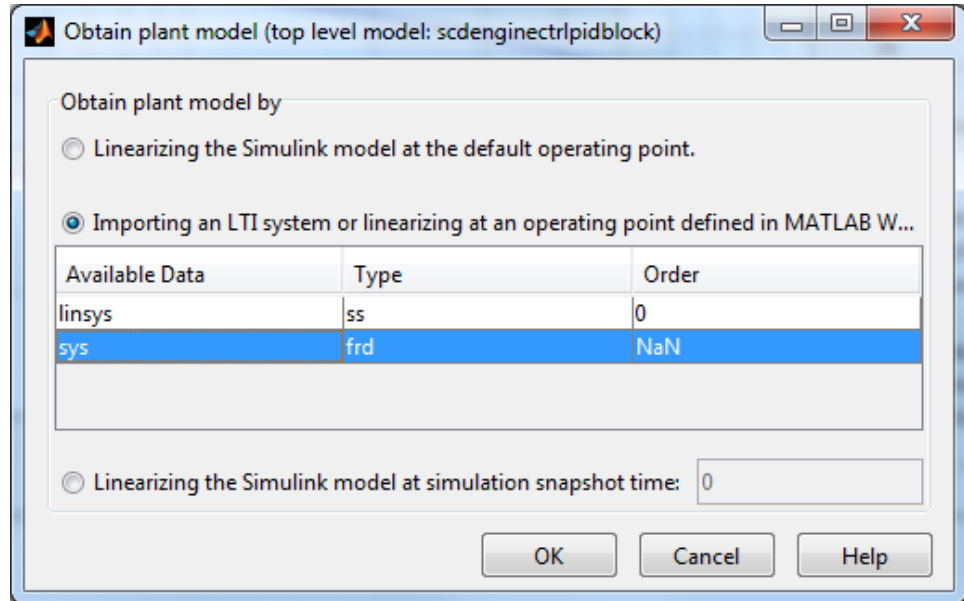 Obtain plant model (top level model: scdenginectrlpidblock)
Obtain plant model by
Linearizing the Simulink model at the default operating point.
Importing an LTI system or linearizing at an operating point defined in MATLAB W...
Available Data Type Order
linsys ss 0
sys frd NaN
Linearizing the Simulink model at simulation snapshot time: 0
OK Cancel Help